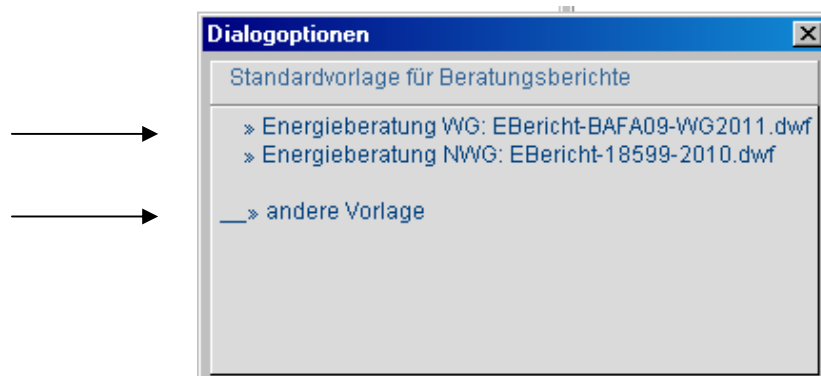 Dialogoptionen
Standardvorlage für Beratungsberichte
» Energieberatung WG: EBericht-BAFA09-WG2011.dwf
» Energieberatung NWG: EBericht-18599-2010.dwf
__» andere Vorlage